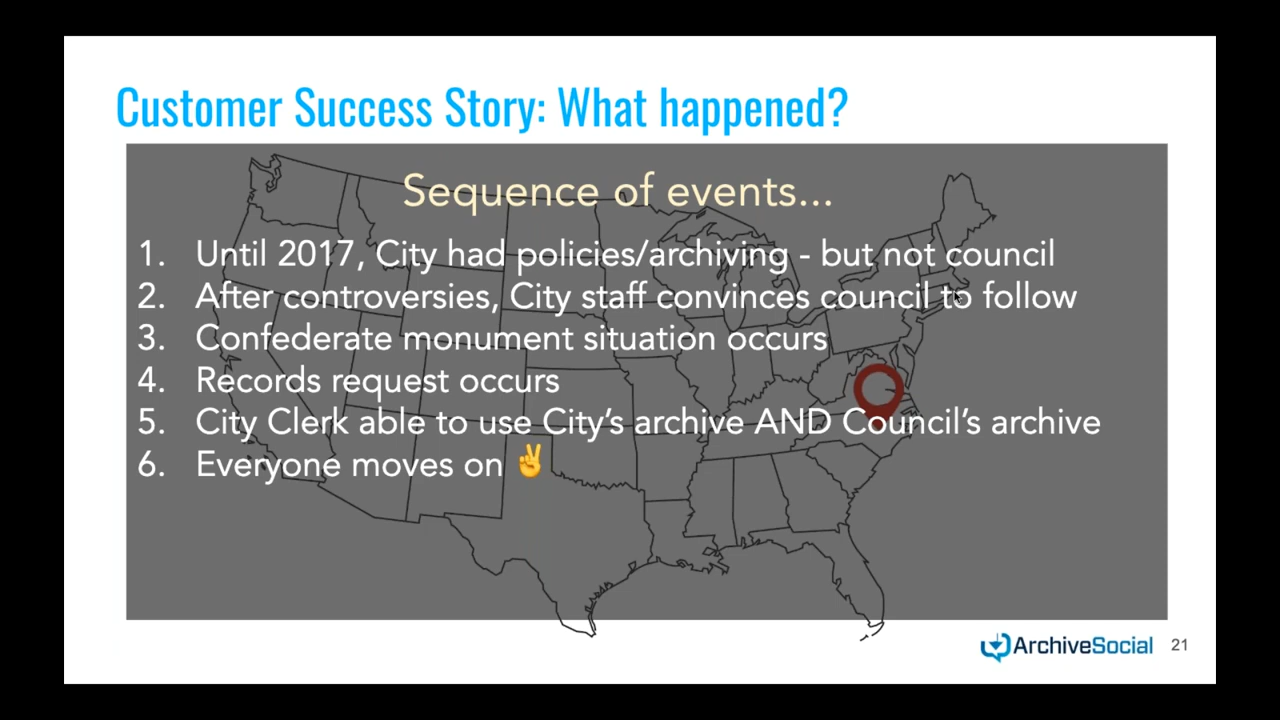 Customer Success Story: What happened?
Sequence of events...
1. Until 2017, City had policies/archiving - but not council
2. After controversies, City staff convinces council to follow
3. Confederate monument situation occurs
4. Records request occurs
5. City Clerk able to use City's archive AND Council's archive
6. Everyone moves on ✌️
ArchiveSocial 21